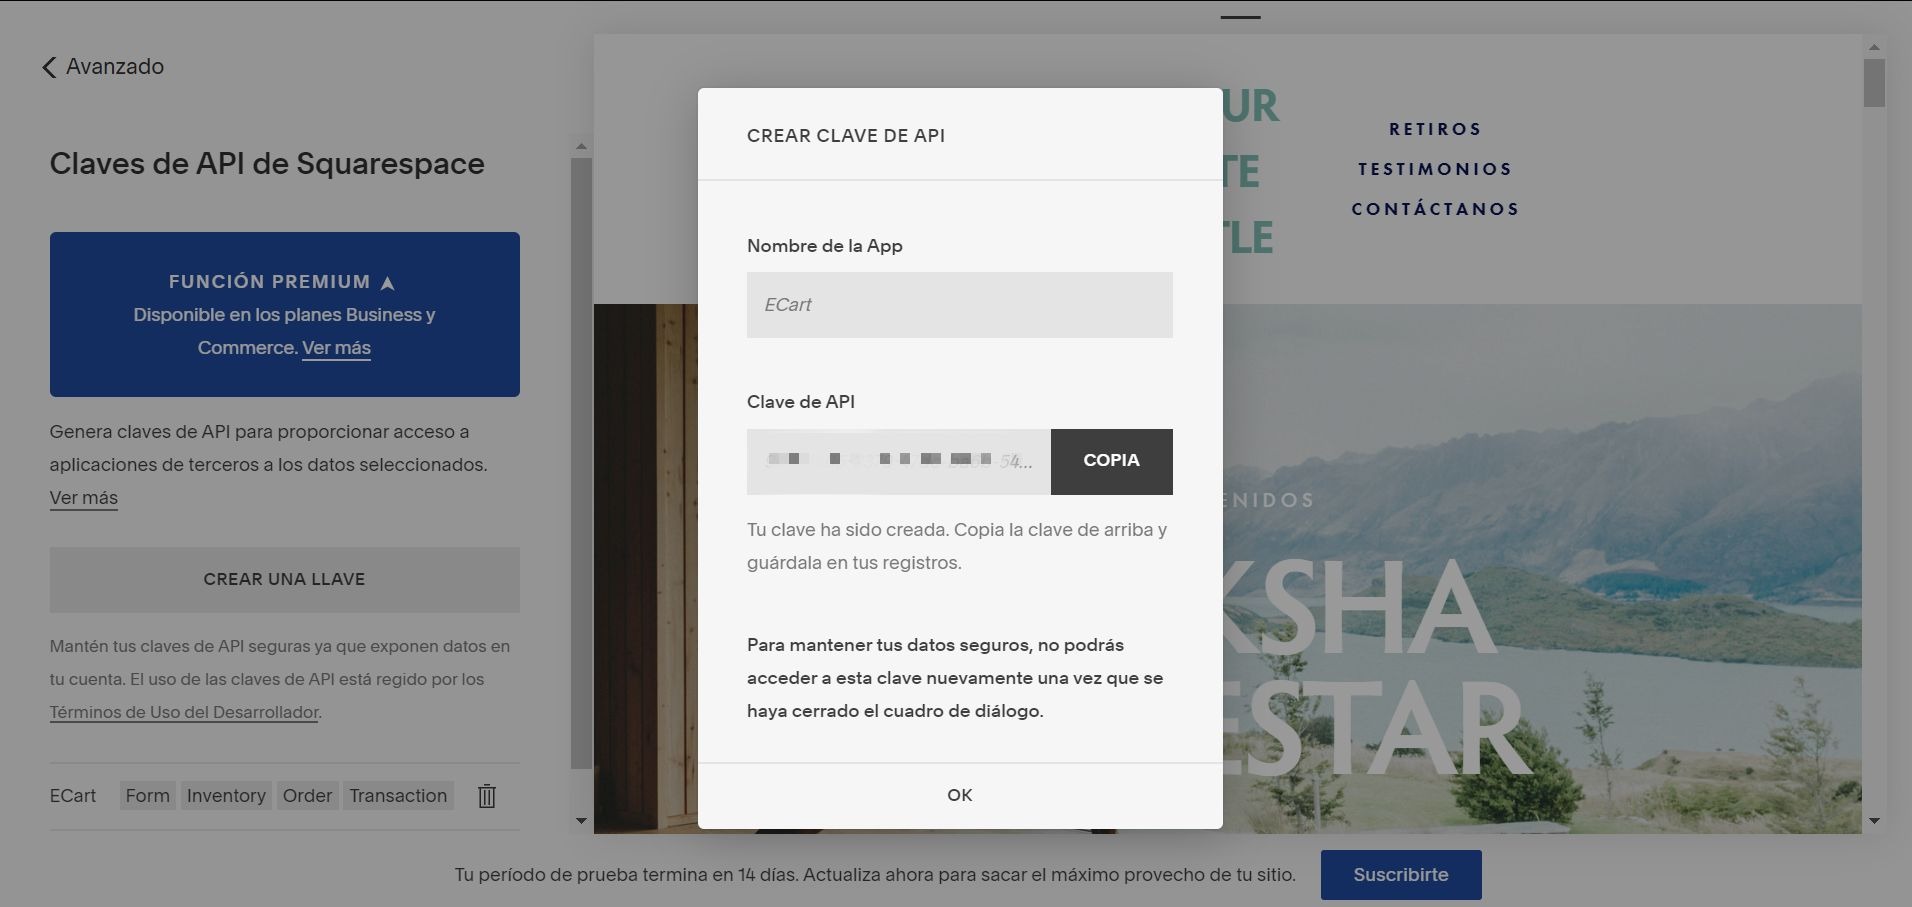 Avanzado
Claves de API de Squarespace
FUNCIÓN PREMIUM
Disponible en los planes Business y
Commerce. Ver más
Genera claves de API para proporcionar acceso a
aplicaciones de terceros a los datos seleccionados.
Ver más
CREAR UNA LLAVE
Mantén tus claves de API seguras ya que exponen datos en
tu cuenta. El uso de las claves de API está regido por los
Términos de Uso del Desarrollador.
ECart Form Inventory Order Transaction
CREAR CLAVE DE API
Nombre de la App
ECart
Clave de API
COPIA
Tu clave ha sido creada. Copia la clave de arriba y
guárdala en tus registros.
Para mantener tus datos seguros, no podrás
acceder a esta clave nuevamente una vez que se
haya cerrado el cuadro de diálogo.
OK
UR
TE
TLE
RETIROS
TESTIMONIOS
CONTÁCTANOS
ENIDOS
KSHA
ESTAR
Tu período de prueba termina en 14 días. Actualiza ahora para sacar el máximo provecho de tu sitio.
Suscribirte